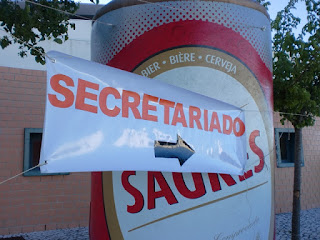 BIER · BIÈRE · CERVEJA
SECRETARIADO
SAGRES